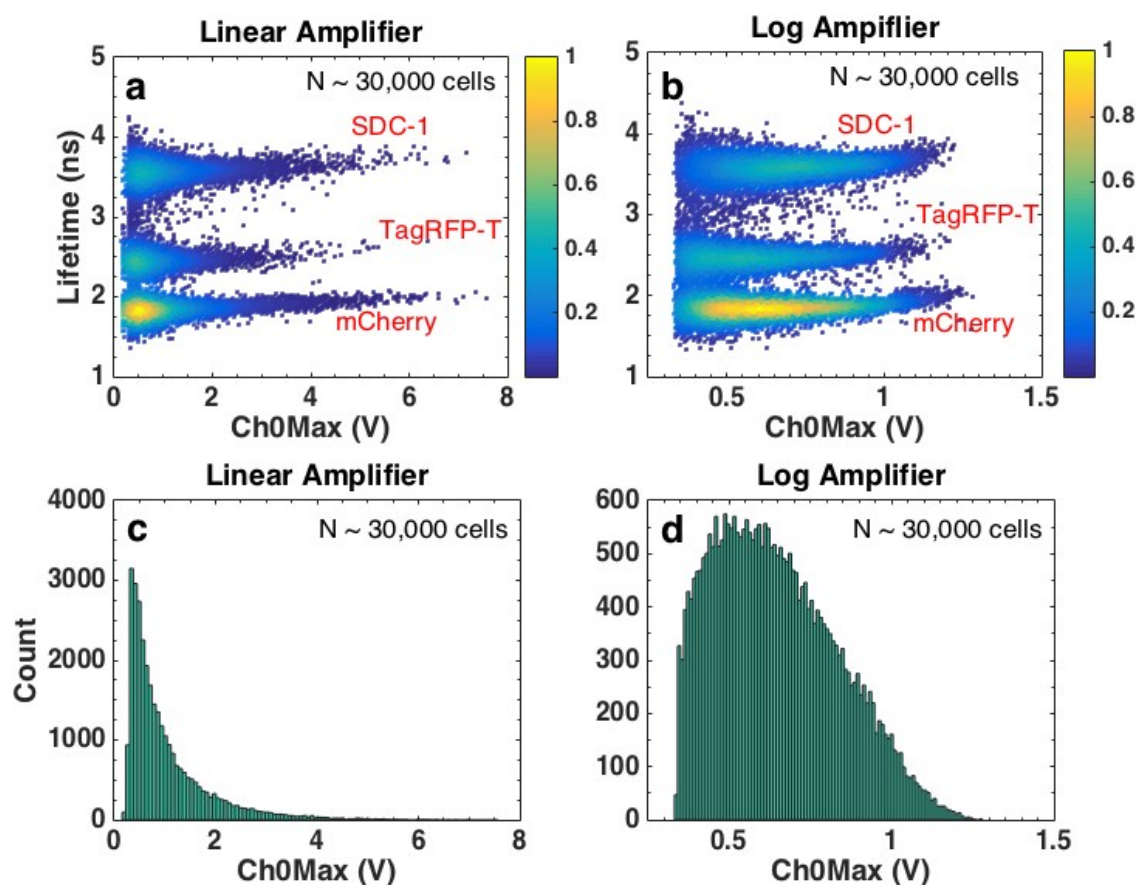 Linear Amplifier
Log Ampiflier
a
N ~ 30,000 cells
SDC-1
TagRFP-T
mCherry
5
4
3
2
1
Lifetime (ns)
0
2
4
6
8
Ch0Max (V)
1
0.8
0.6
0.4
0.2
b
N ~ 30,000 cells
SDC-1
TagRFP-T
mCherry
5
4
3
2
1
0.5
1
1.5
Ch0Max (V)
1
0.8
0.6
0.4
0.2
Linear Amplifier
Log Amplifier
c
N ~ 30,000 cells
4000
3000
2000
1000
0
Count
0
2
4
6
8
Ch0Max (V)
d
N ~ 30,000 cells
600
500
400
300
200
100
0
0.5
1
1.5
Ch0Max (V)